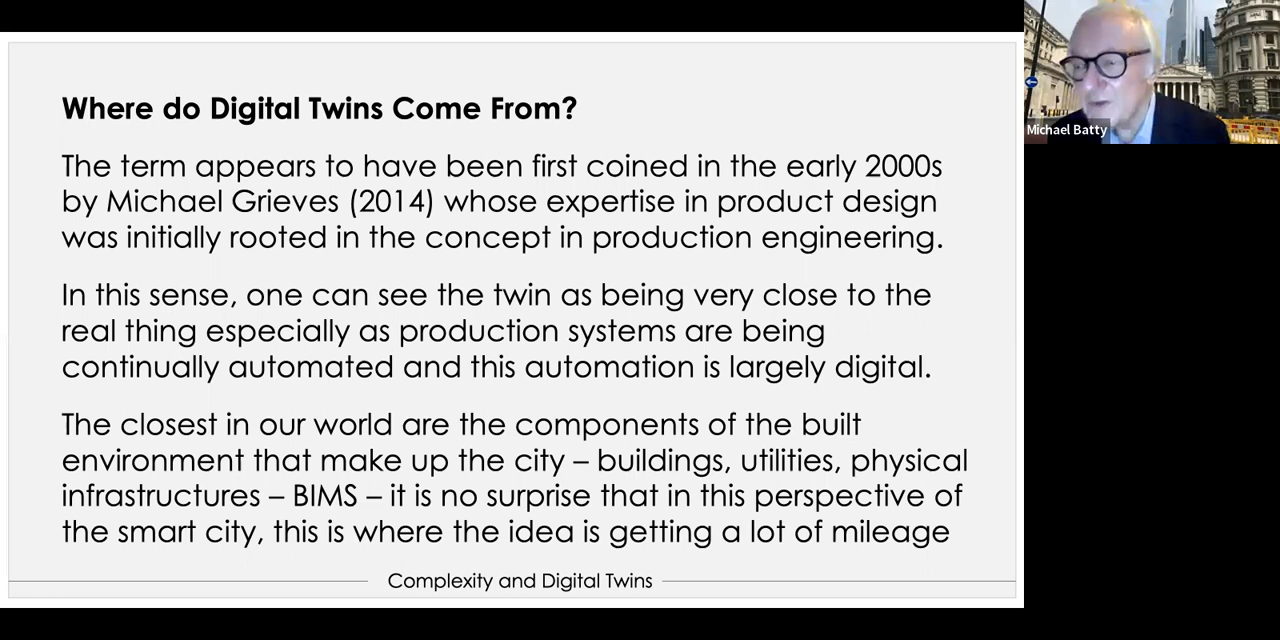 Where do Digital Twins Come From?
The term appears to have been first coined in the early 2000s
by Michael Grieves (2014) whose expertise in product design
was initially rooted in the concept in production engineering.
In this sense, one can see the twin as being very close to the
real thing especially as production systems are being
continually automated and this automation is largely digital.
The closest in our world are the components of the built
environment that make up the city – buildings, utilities, physical
infrastructures – BIMS – it is no surprise that in this perspective of
the smart city, this is where the idea is getting a lot of mileage
Complexity and Digital Twins
Michael Batty